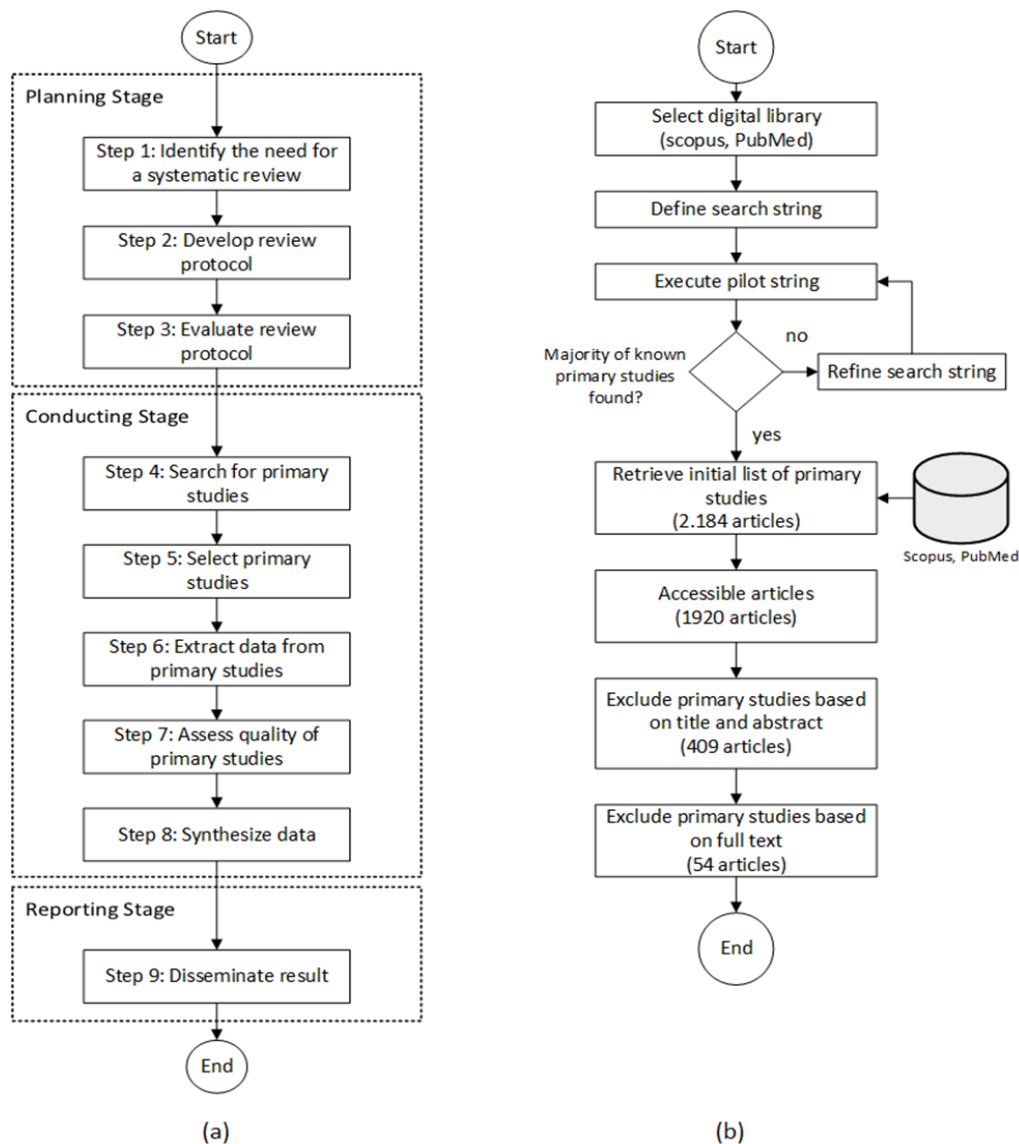 Start
Planning Stage
Step 1: Identify the need for
a systematic review
Step 2: Develop review
protocol
Step 3: Evaluate review
protocol
Conducting Stage
Step 4: Search for primary
studies
Step 5: Select primary
studies
Step 6: Extract data from
primary studies
Step 7: Assess quality of
primary studies
Step 8: Synthesize data
Reporting Stage
Step 9: Disseminate result
End
(a)
Start
Select digital library
(scopus, PubMed)
Define search string
Execute pilot string
Majority of known
primary studies
found?
no
Refine search string
yes
Retrieve initial list of primary
studies
(2.184 articles)
Scopus, PubMed
Accessible articles
(1920 articles)
Exclude primary studies based
on title and abstract
(409 articles)
Exclude primary studies based
on full text
(54 articles)
End
(b)